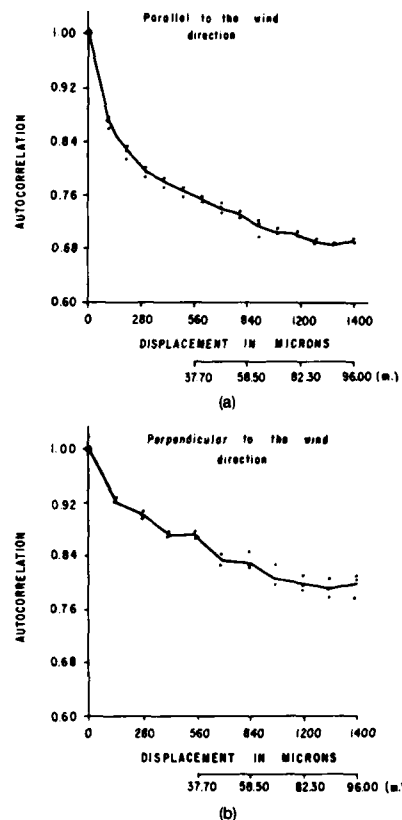 Parallel to the wind
direction
1.00
0.92
0.84
0.76
0.68
0.60
AUTOCORRELATION
0 280 560 840 1200 1400
DISPLACEMENT IN MICRONS
37.70 58.50 82.30 96.00 (m.)
(a)
Perpendicular to the wind
direction
1.00
0.92
0.84
0.76
0.68
0.60
AUTOCORRELATION
0 280 560 840 1200 1400
DISPLACEMENT IN MICRONS
37.70 58.50 82.30 96.00 (m.
(b)